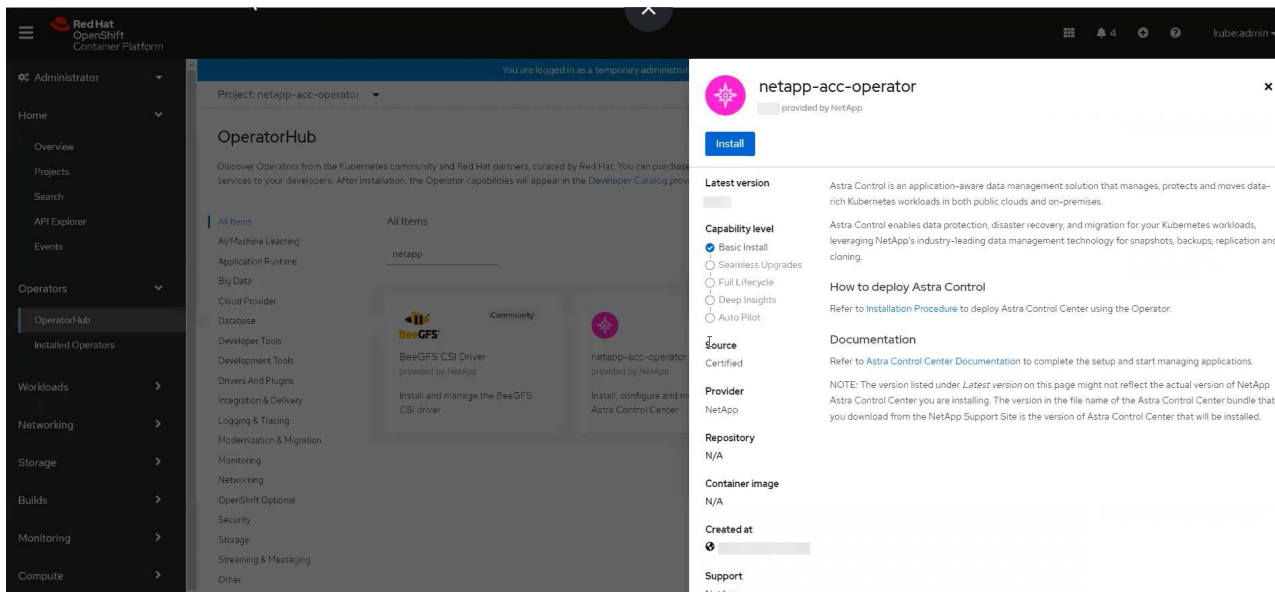 Red Hat
OpenShift
Container Platform
4
kube:admin
Administrator
Home
Overview
Projects
Search
API Explorer
Events
Operators
OperatorHub
Installed Operators
Workloads
Networking
Storage
Builds
Monitoring
Compute
You are logged in as a temporary administrat
Project: netapp-acc-operator
OperatorHub
Discover Operators from the Kubernetes community and Red Hat partners, curated by Red Hat. You can purchase
services to your developers. After installation, the Operator capabilities will appear in the Developer Catalog prov
All Items
AI/Machine Learning
Application Runtime
Big Data
Cloud Provider
Database
Developer Tools
Development Tools
Drivers And Plugins
Integration & Delivery
Logging & Tracing
Modernization & Migration
Monitoring
Networking
OpenShift Optional
Security
Storage
Streaming & Messaging
Other
All Items
netapp
BeeGFS
Community
BeeGFS CSI Driver
provided by NetApp
Install and manage the BeeGFS
CSI driver
netapp-acc-operator
provided by NetApp
Install, configure and m
Astra Control Center
netapp-acc-operator
provided by NetApp
Install
Latest version
Capability level
Basic Install
Seamless Upgrades
Full Lifecycle
Deep Insights
Auto Pilot
Source
Certified
Provider
NetApp
Repository
N/A
Container image
N/A
Created at
Support
Astra Control is an application-aware data management solution that manages, protects and moves data-
rich Kubernetes workloads in both public clouds and on-premises.
Astra Control enables data protection, disaster recovery, and migration for your Kubernetes workloads,
leveraging NetApp's industry-leading data management technology for snapshots, backups, replication and
cloning.
How to deploy Astra Control
Refer to Installation Procedure to deploy Astra Control Center using the Operator.
Documentation
Refer to Astra Control Center Documentation to complete the setup and start managing applications.
NOTE: The version listed under Latest version on this page might not reflect the actual version of NetApp
Astra Control Center you are installing. The version in the file name of the Astra Control Center bundle that
you download from the NetApp Support Site is the version of Astra Control Center that will be installed.